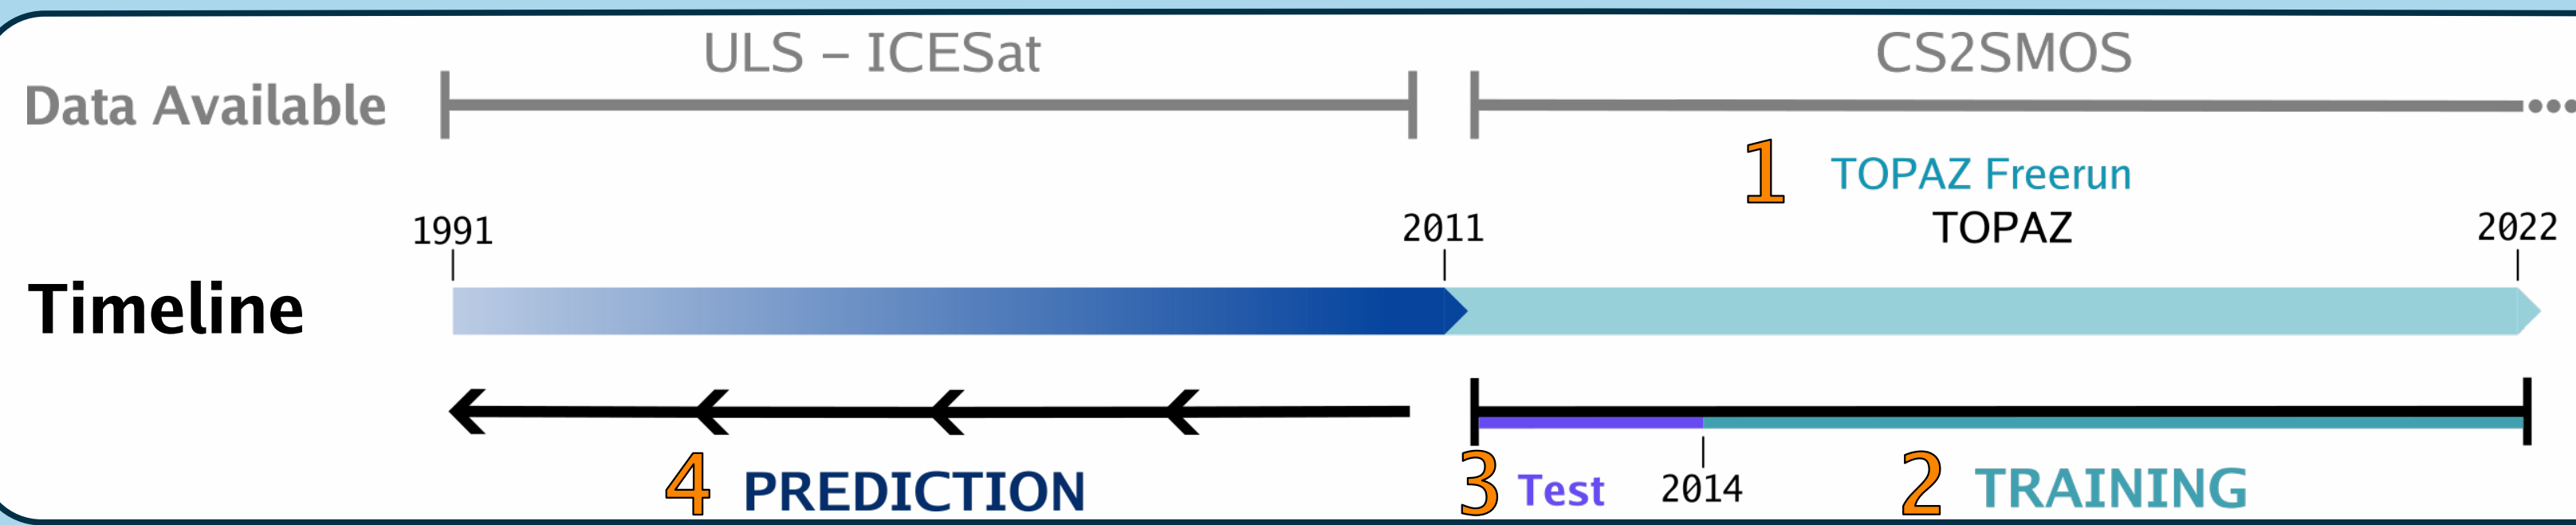 ULS – ICESat
CS2SMOS
Data Available
1 TOPAZ Freerun
TOPAZ
1991
2011
2022
Timeline
4 PREDICTION
3 Test
2014
2 TRAINING